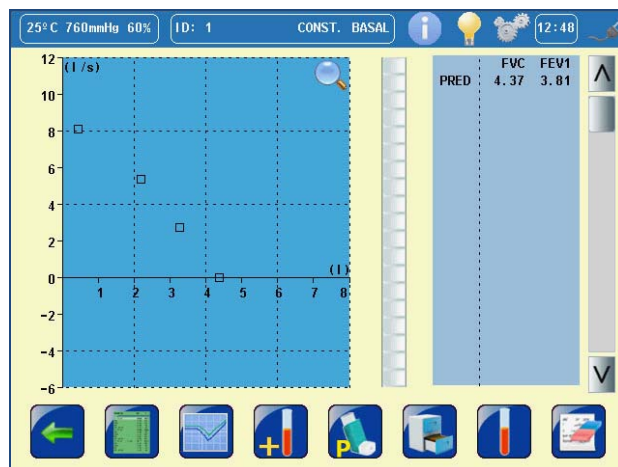 25ºC 760mmHg 60%
ID: 1
CONST. BASAL
i
12:48
(l/s)
12
10
8
6
4
2
0
-2
-4
-6
1 2 3 4 5 6 7 8
(l)
FVC FEV1
PRED 4.37 3.81
+
P